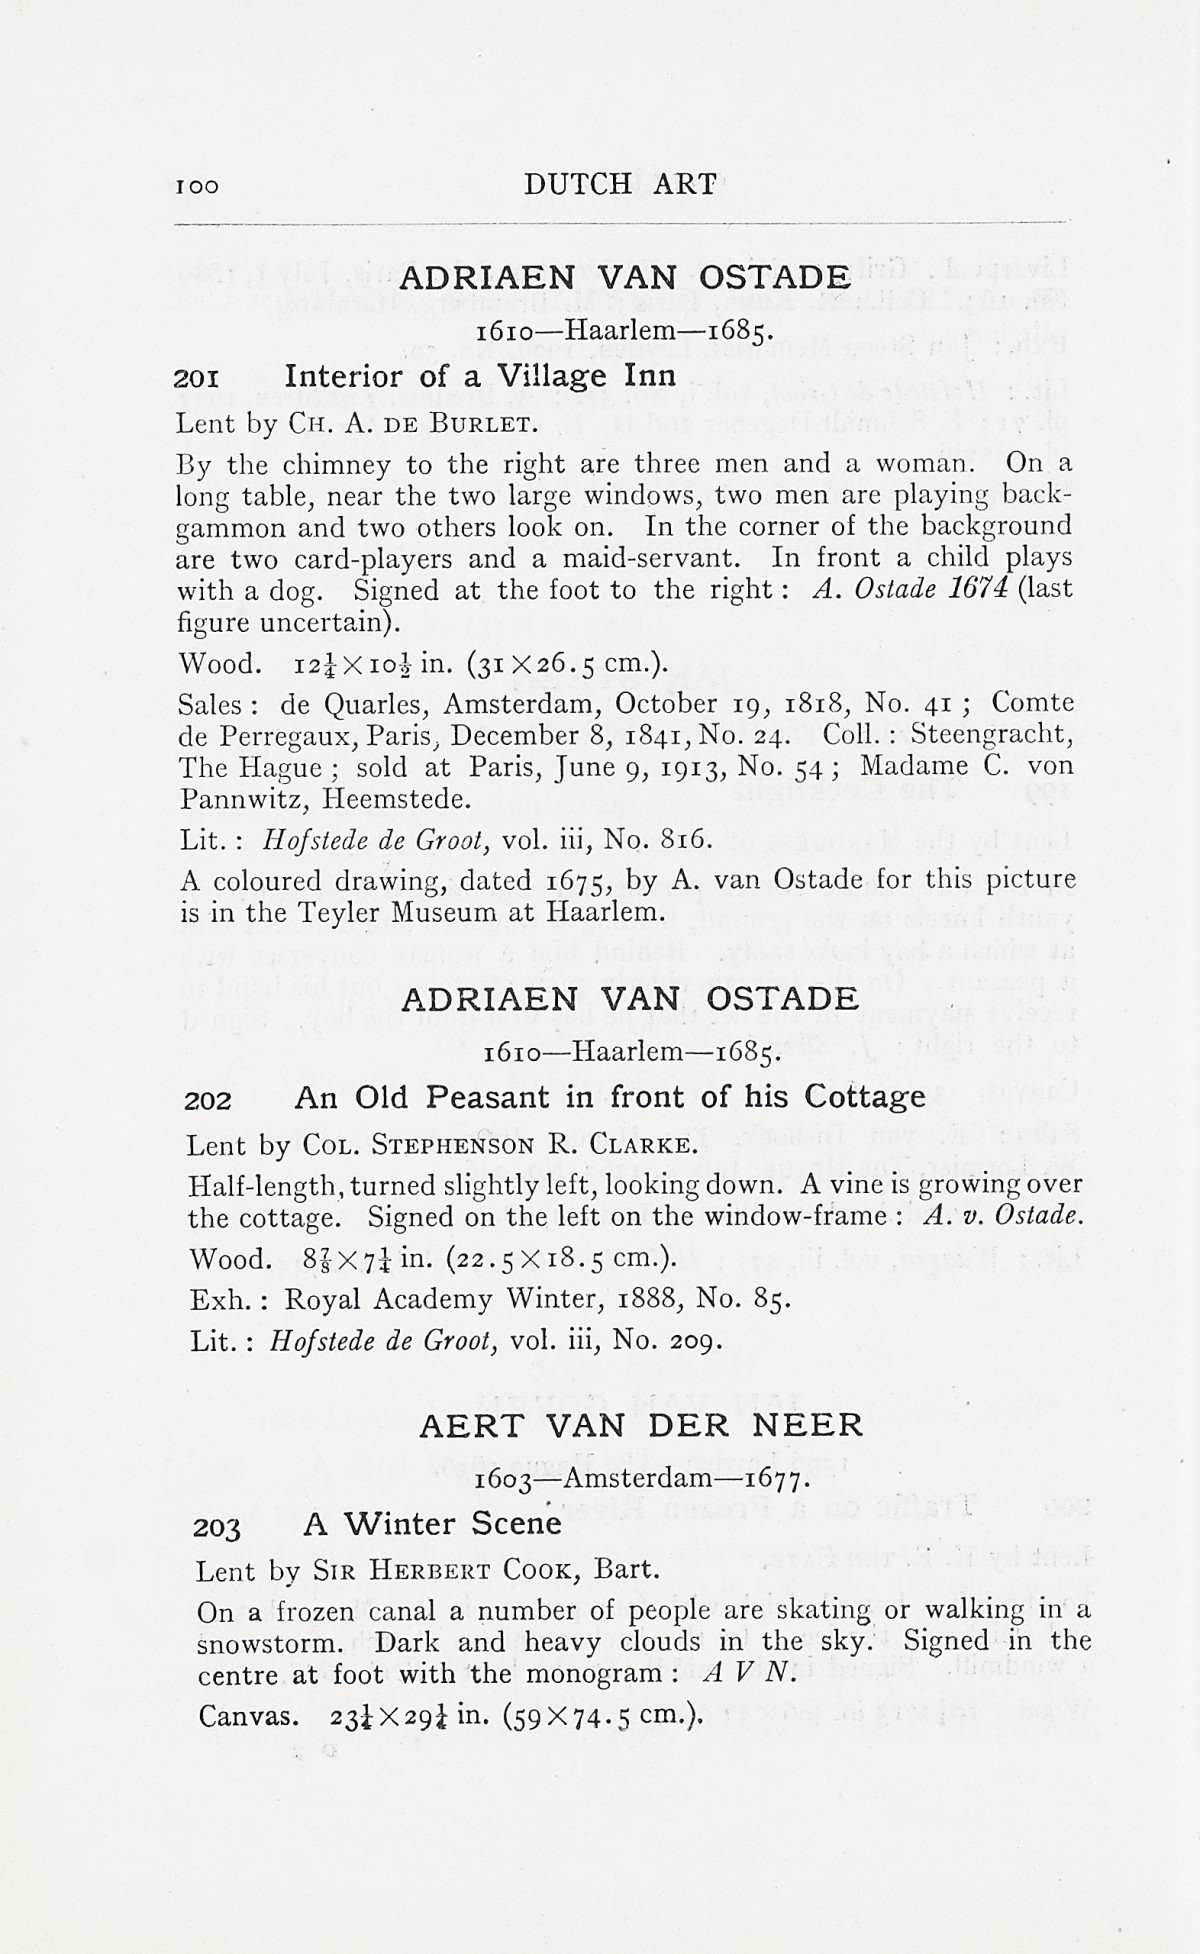 100 DUTCH ART
ADRIAEN VAN OSTADE
1610—Haarlem—1685.
201 Interior of a Village Inn
Lent by CH. A. DE BURLET.
By the chimney to the right are three men and a woman. On a
long table, near the two large windows, two men are playing back-
gammon and two others look on. In the corner of the background
are two card-players and a maid-servant. In front a child plays
with a dog. Signed at the foot to the right : A. Ostade 1674 (last
figure uncertain).
Wood. 12¼×10½ in. (31×26.5 cm.).
Sales : de Quarles, Amsterdam, October 19, 1818, No. 41 ; Comte
de Perregaux, Paris, December 8, 1841, No. 24. Coll. : Steengracht,
The Hague ; sold at Paris, June 9, 1913, No. 54 ; Madame C. von
Pannwitz, Heemstede.
Lit. : Hofstede de Groot, vol. iii, No. 816.
A coloured drawing, dated 1675, by A. van Ostade for this picture
is in the Teyler Museum at Haarlem.
ADRIAEN VAN OSTADE
1610—Haarlem—1685.
202 An Old Peasant in front of his Cottage
Lent by COL. STEPHENSON R. CLARKE.
Half-length, turned slightly left, looking down. A vine is growing over
the cottage. Signed on the left on the window-frame : A. v. Ostade.
Wood. 8⅞×7¼ in. (22.5×18.5 cm.).
Exh. : Royal Academy Winter, 1888, No. 85.
Lit. : Hofstede de Groot, vol. iii, No. 209.
AERT VAN DER NEER
1603—Amsterdam—1677.
203 A Winter Scene
Lent by SIR HERBERT COOK, Bart.
On a frozen canal a number of people are skating or walking in a
snowstorm. Dark and heavy clouds in the sky. Signed in the
centre at foot with the monogram : A V N.
Canvas. 23¼×29¼ in. (59×74.5 cm.).